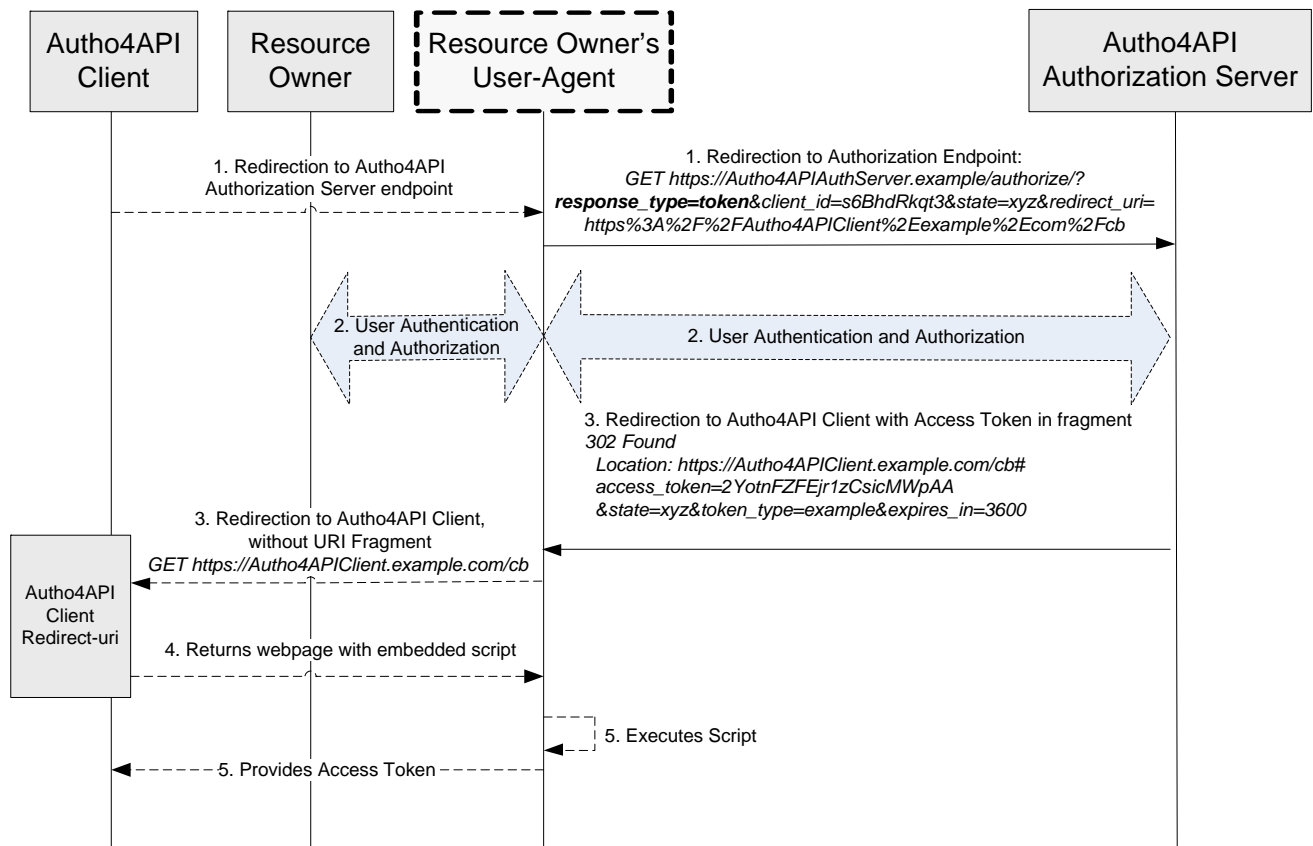 Autho4API
Client
Resource
Owner
Resource Owner's
User-Agent
Autho4API
Authorization Server
1. Redirection to Autho4API
Authorization Server endpoint
1. Redirection to Authorization Endpoint:
GET https://Autho4APIAuthServer.example/authorize/?
response_type=token&client_id=s6BhdRkqt3&state=xyz&redirect_uri=
https%3A%2F%2FAutho4APIClient%2Eexample%2Ecom%2Fcb
2. User Authentication
and Authorization
2. User Authentication and Authorization
3. Redirection to Autho4API Client with Access Token in fragment
302 Found
Location: https://Autho4APIClient.example.com/cb#
access_token=2YotnFZFEjr1zCsicMWpAA
&state=xyz&token_type=example&expires_in=3600
3. Redirection to Autho4API Client,
without URI Fragment
GET https://Autho4APIClient.example.com/cb
Autho4API
Client
Redirect-uri
4. Returns webpage with embedded script
5. Executes Script
5. Provides Access Token